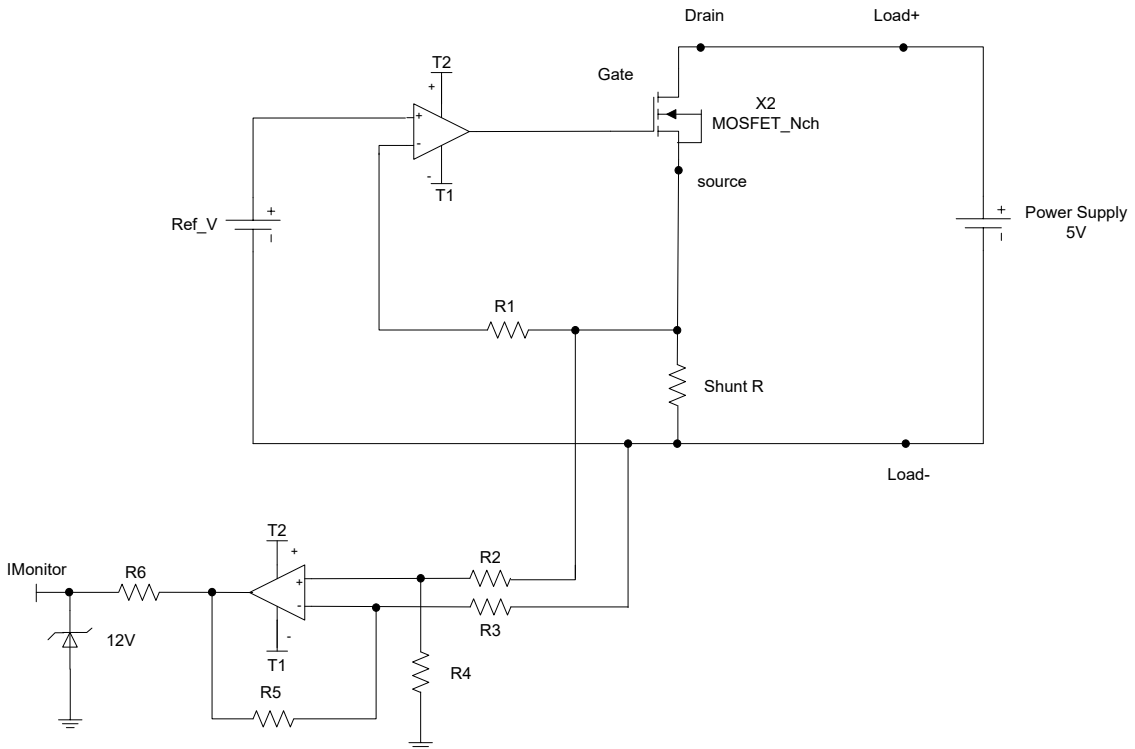 Drain
Load+
T2
Gate
+
X2
MOSFET_Nch
+
-
-
T1
source
Ref_V
+
-
+
-
Power Supply
5V
R1
Shunt R
Load-
T2
+
IMonitor
R6
R2
+
-
R3
12V
-
T1
R4
R5